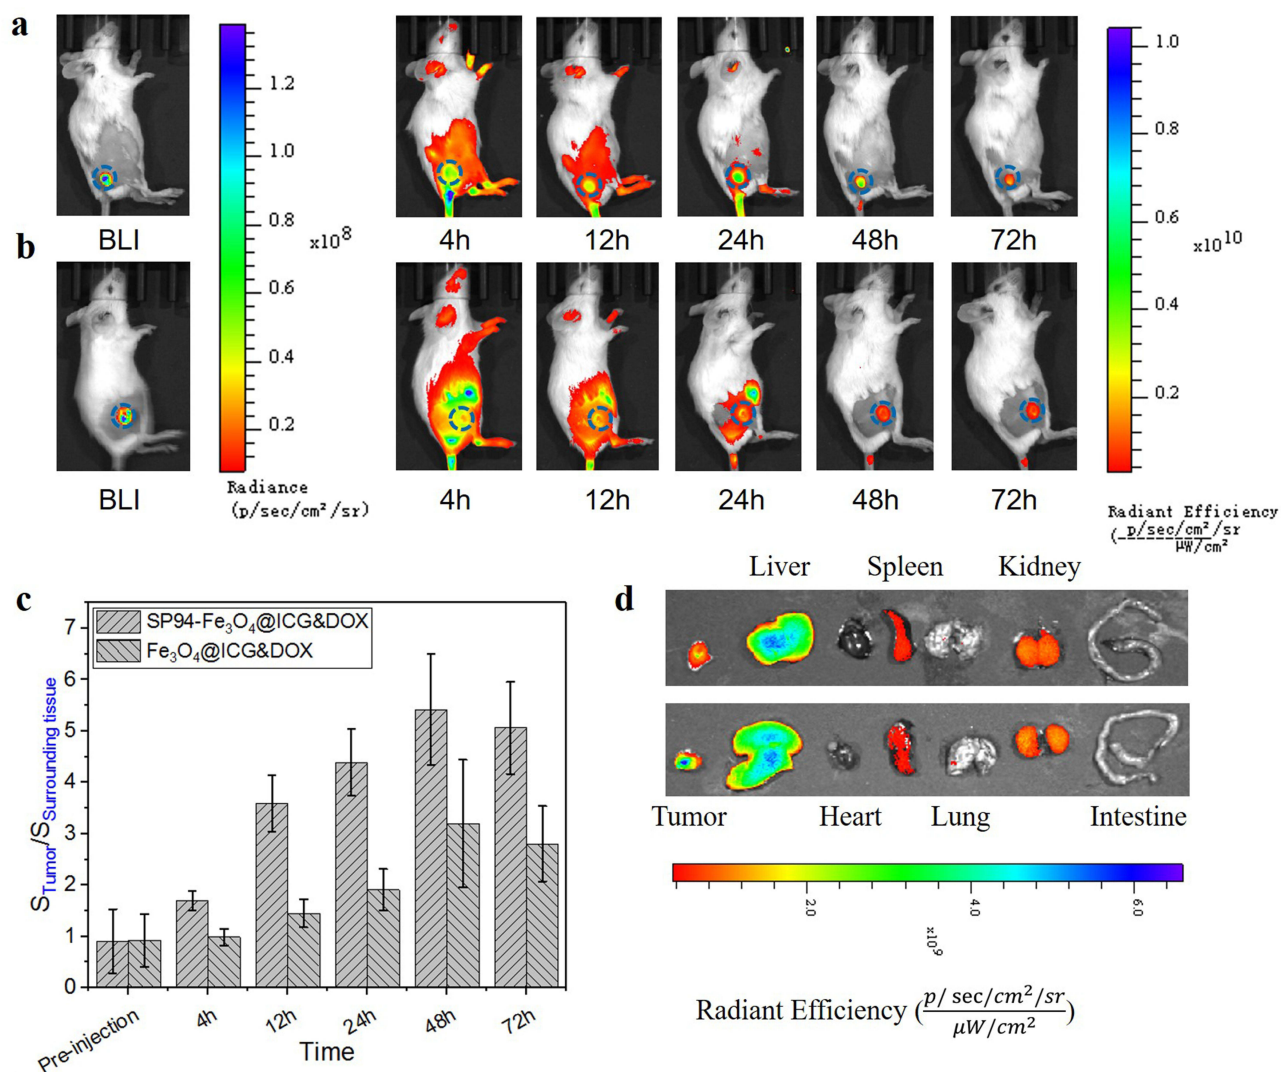 a
1.2
1.0
0.8
x10⁸
0.6
0.4
0.2
Radiance
(p/sec/cm²/sr)
BLI
4h
12h
24h
48h
72h
1.0
0.8
0.6
x10¹⁰
0.4
0.2
Radiant Efficiency
(p/sec/cm²/sr
μW/cm²
b
BLI
4h
12h
24h
48h
72h
c
SP94-Fe₃O₄@ICG&DOX
Fe₃O₄@ICG&DOX
7
6
5
4
3
2
1
0
S_Tumor/S_Surrounding tissue
Pre-injection
4h
12h
24h
48h
72h
Time
d
Liver
Spleen
Kidney
Tumor
Heart
Lung
Intestine
2.0
4.0
6.0
x10^9
Radiant Efficiency (p/ sec/cm²/sr
μW/cm²)